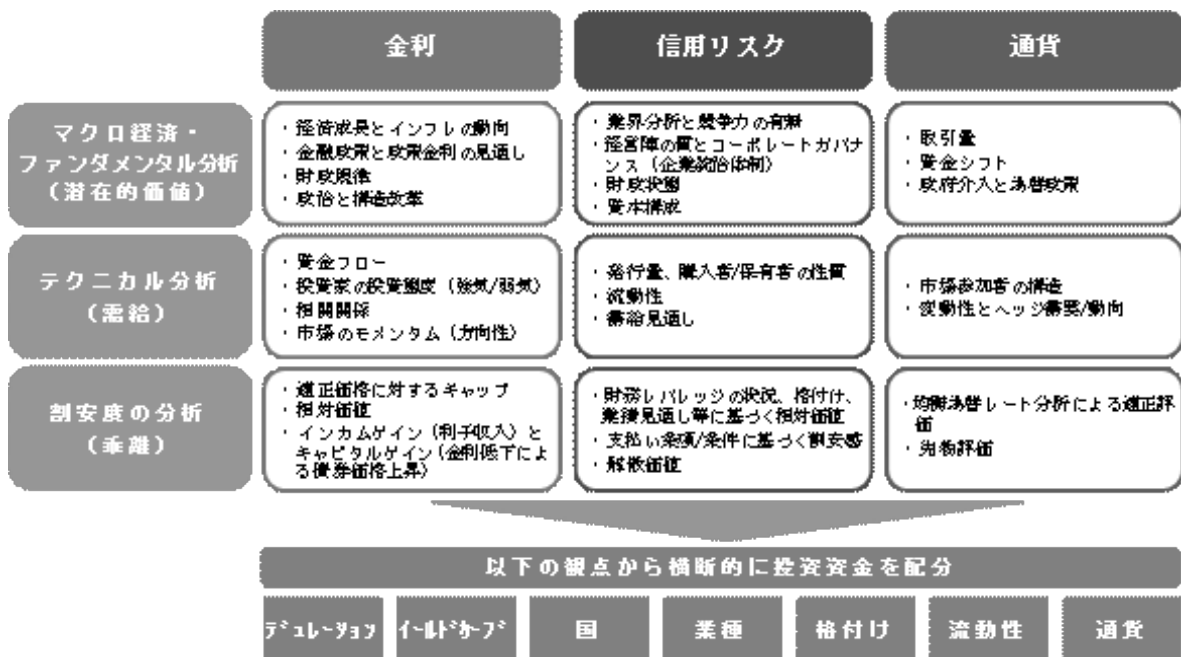 金利
信用リスク
通貨
マクロ経済・
ファンダメンタル分析
（潜在的価値）
・経済成長とインフレの動向
・金融政策と政策金利の見通し
・財政規律
・政治と構造改革
・業界分析と競争力の有無
・経営陣の質とコーポレートガバナ
ンス（企業統治体制）
・財政状態
・資本構成
・取引量
・資金シフト
・政府介入と為替政策
テクニカル分析
（需給）
・資金フロー
・投資家の投資態度（強気/弱気）
・相関関係
・市場のモメンタム（方向性）
・発行量、購入者/保有者の性質
・流動性
・需給見通し
・市場参加者の構造
・変動性とヘッジ需要/動向
割安度の分析
（乖離）
・適正価格に対するギャップ
・相対価値
・インカムゲイン（利子収入）と
キャピタルゲイン（金利低下によ
る債券価格上昇）
・財務レバレッジの状況、格付け、
業績見通し等に基づく相対価値
・支払い条項/条件に基づく割安感
・解散価値
・均衡為替レート分析による適正評
価
・先物評価
以下の観点から横断的に投資資金を配分
デュレーション
イールドカーブ
国
業種
格付け
流動性
通貨